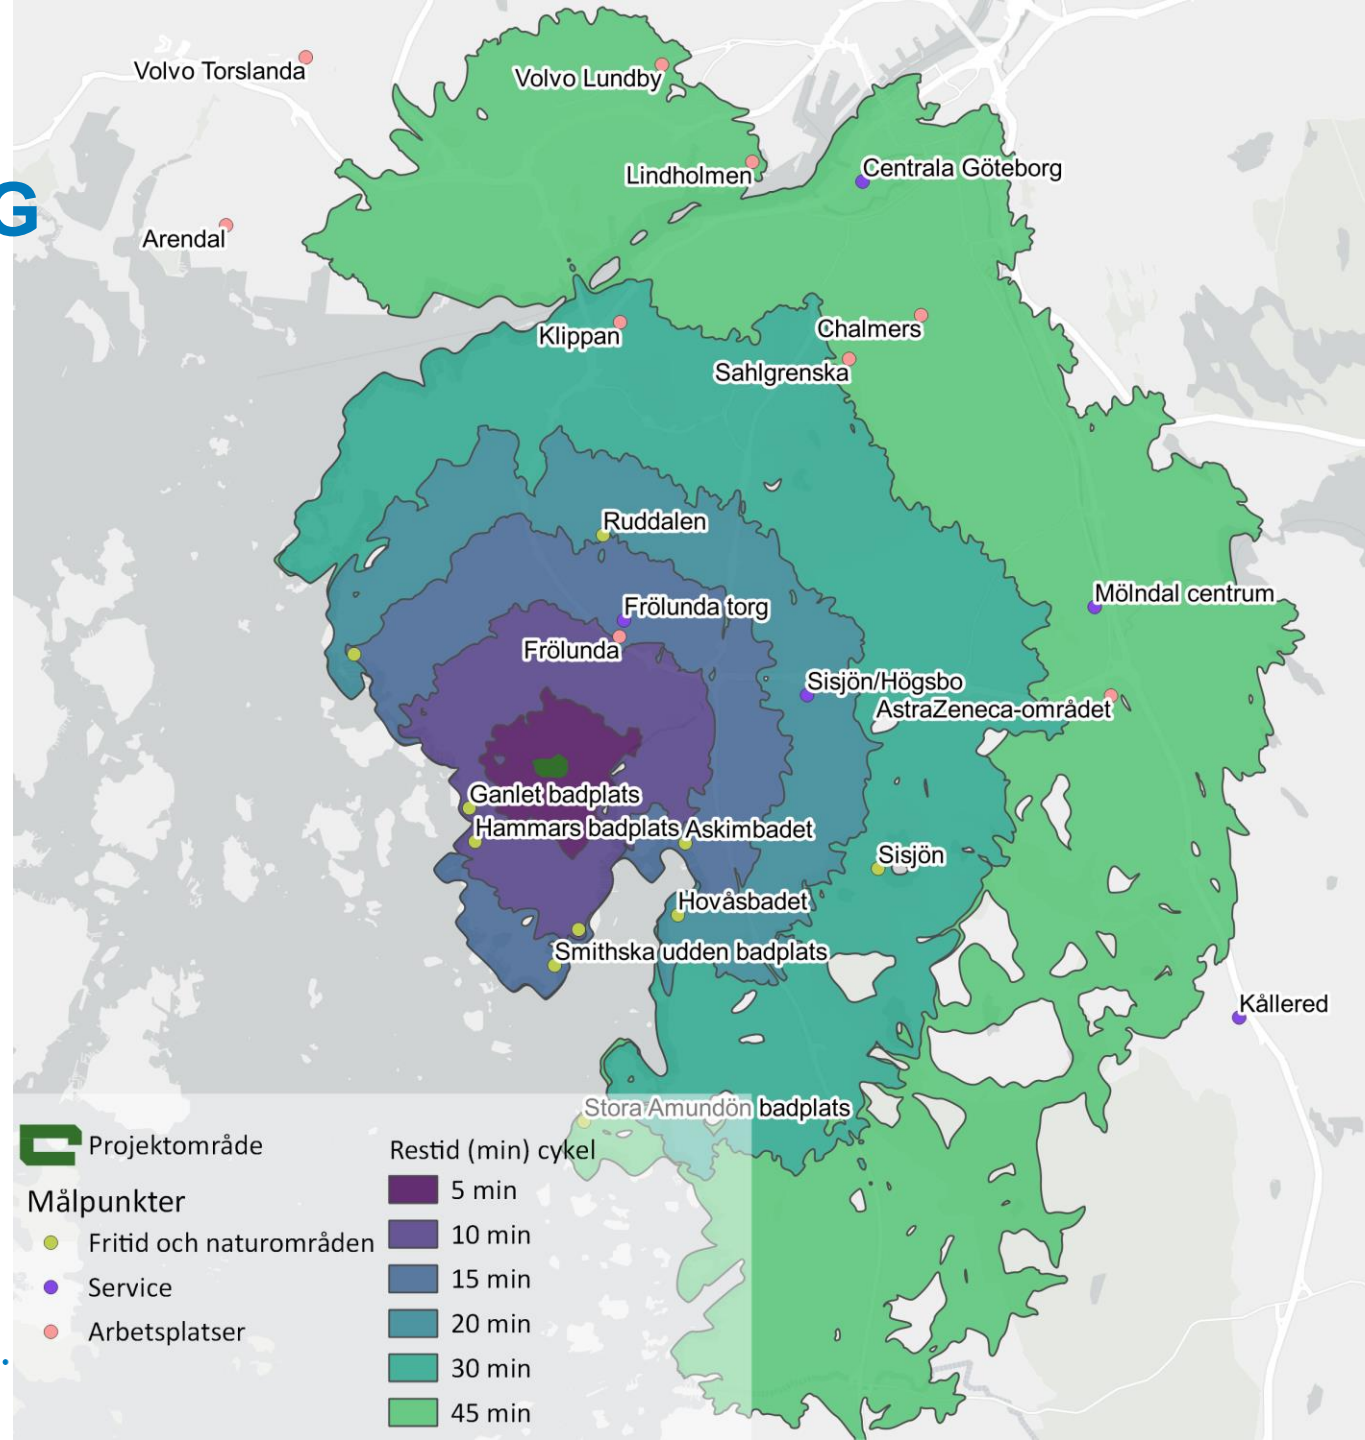 Volvo Torslanda
Volvo Lundby
Lindholmen
Centrala Göteborg
G
Arendal
Klippan
Chalmers
Sahlgrenska
Ruddalen
Mölndal centrum
Frölunda torg
Frölunda
Sisjön/Högsbo
AstraZeneca-området
Ganlet badplats
Hammars badplats
Askimbadet
Sisjön
Hovåsbadet
Smithska udden badplats
Kållered
Stora Amundön badplats
Projektområde
Målpunkter
Fritid och naturområden
Service
Arbetsplatser
.
Restid (min) cykel
5 min
10 min
15 min
20 min
30 min
45 min